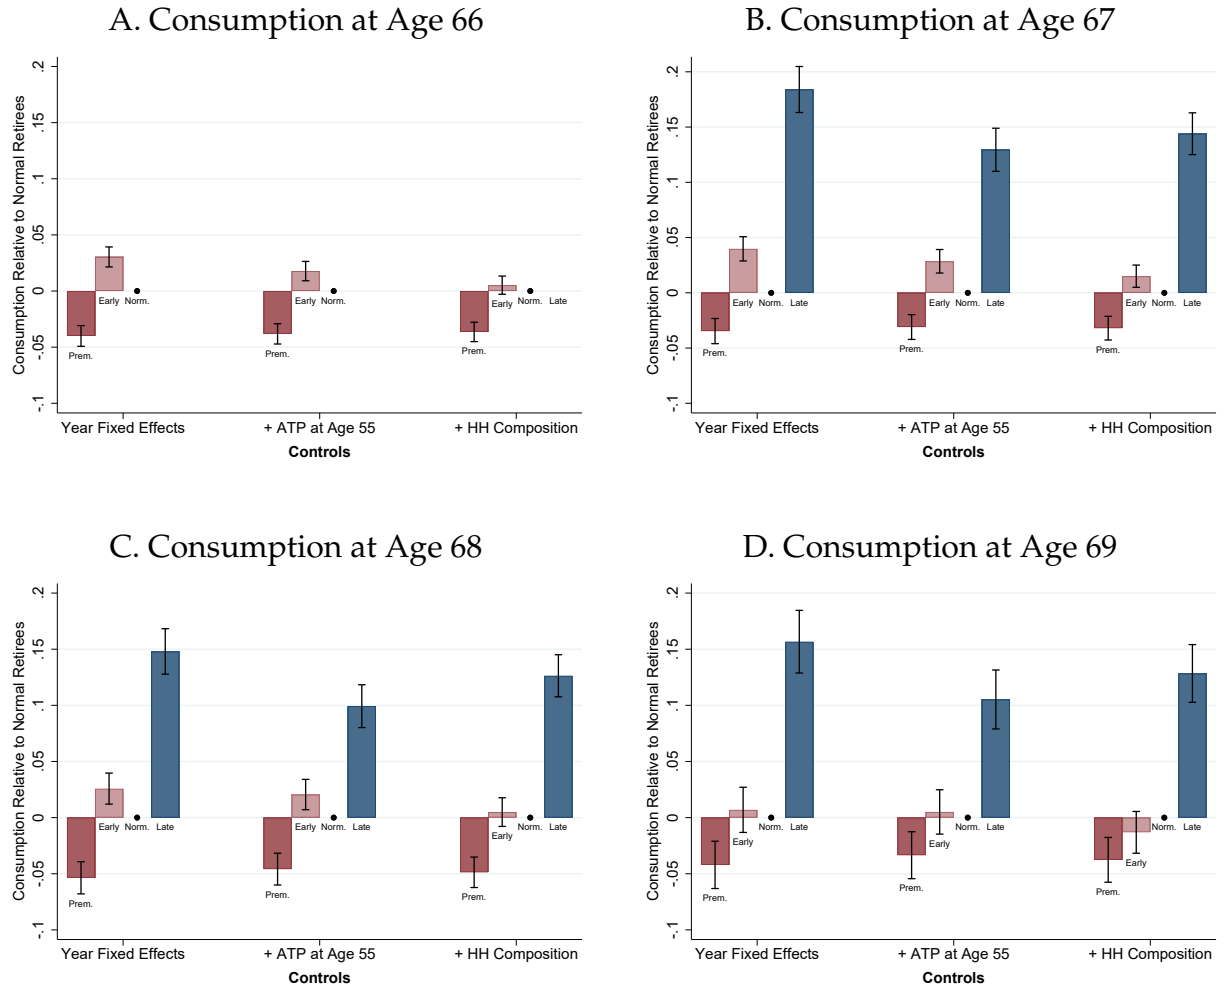 A. Consumption at Age 66
Consumption Relative to Normal Retirees
.2
.15
.1
.05
0
-.05
-.1
Prem.
Early
Norm.
Prem.
Early
Norm.
Prem.
Early
Norm.
Late
Year Fixed Effects
+ ATP at Age 55
+ HH Composition
Controls
B. Consumption at Age 67
Consumption Relative to Normal Retirees
.2
.15
.1
.05
0
-.05
-.1
Prem.
Early
Norm.
Late
Prem.
Early
Norm.
Late
Prem.
Early
Norm.
Late
Year Fixed Effects
+ ATP at Age 55
+ HH Composition
Controls
C. Consumption at Age 68
Consumption Relative to Normal Retirees
.2
.15
.1
.05
0
-.05
-.1
Prem.
Early
Norm.
Late
Prem.
Early
Norm.
Late
Prem.
Early
Norm.
Late
Year Fixed Effects
+ ATP at Age 55
+ HH Composition
Controls
D. Consumption at Age 69
Consumption Relative to Normal Retirees
.2
.15
.1
.05
0
-.05
-.1
Prem.
Early
Norm.
Late
Prem.
Early
Norm.
Late
Prem.
Early
Norm.
Late
Year Fixed Effects
+ ATP at Age 55
+ HH Composition
Controls